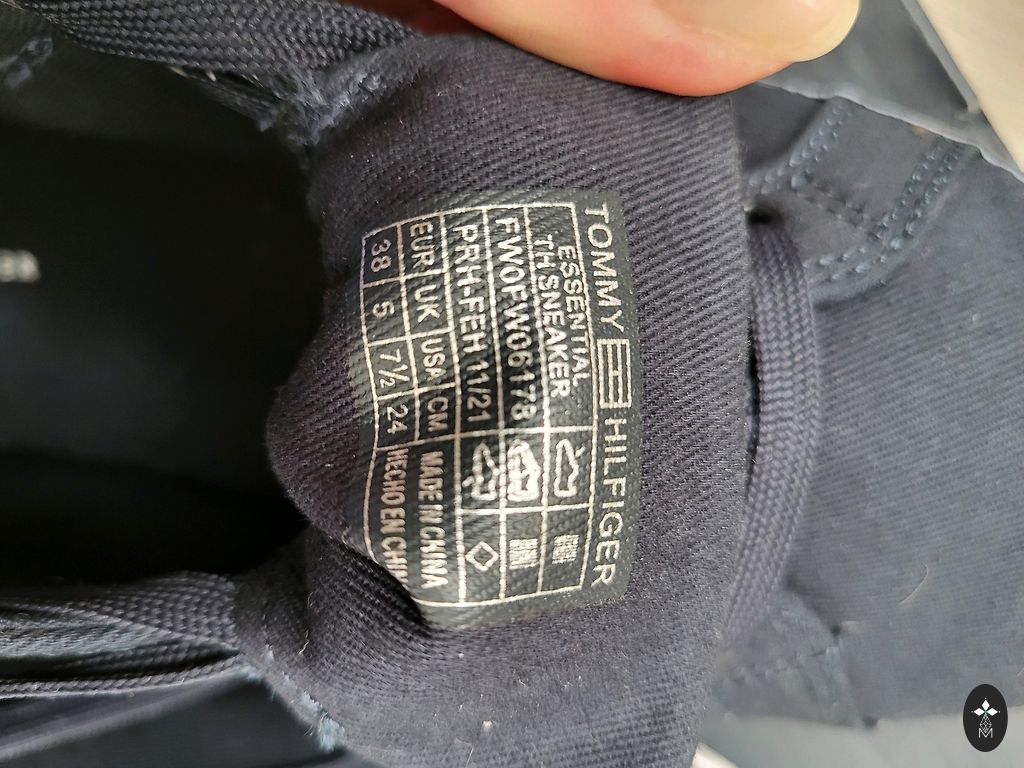 TOMMY HILFIGER
ESSENTIAL
TH SNEAKER
FW0FW06178
PRH-FEH 11/21
EUR UK USA CM
38 5 7½ 24
MADE IN CHINA
HECHO EN CHIN